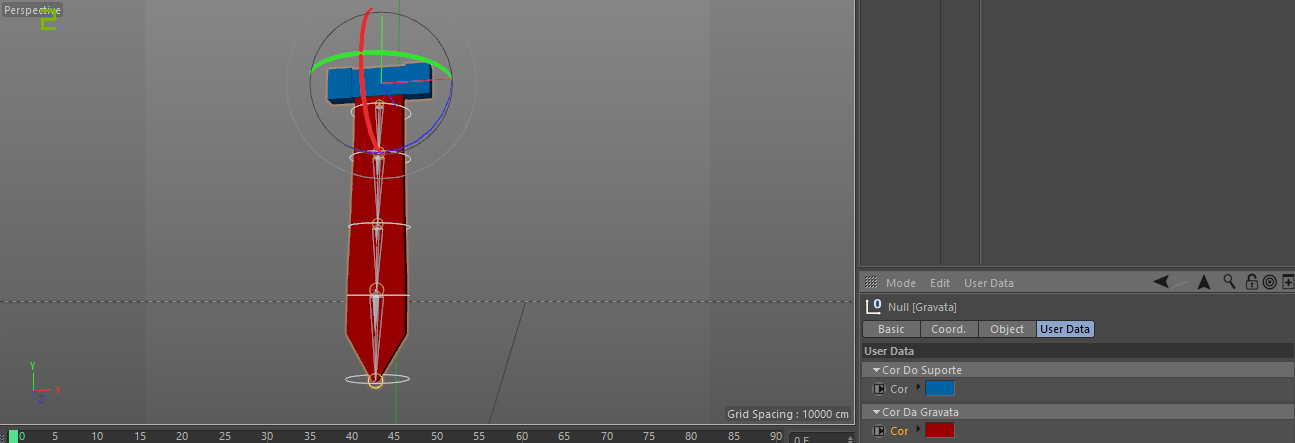 Perspective
2
Y
X
Z
Grid Spacing : 10000 cm
0 5 10 15 20 25 30 35 40 45 50 55 60 65 70 75 80 85 90 0 F
Mode Edit User Data
0 Null [Gravata]
Basic Coord. Object User Data
User Data
Cor Do Suporte
Cor
Cor Da Gravata
Cor